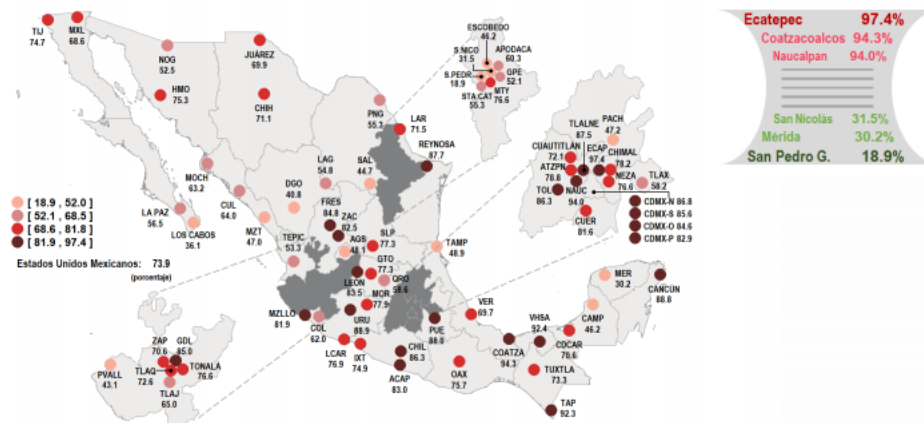 TIJ
74.7
MXL
68.6
NOG
52.5
JUÁREZ
69.9
HMO
75.3
CHIH
71.1
ESCOBEDO
46.2
S.NICO
31.5
APODACA
60.3
S.PEDR
18.9
GPE
52.1
STA.CAT
55.3
MTY
76.6
PNG
55.3
LAR
71.5
REYNOSA
87.7
MOCH
63.2
LAG
54.8
SAL
44.7
DGO
40.8
CUL
64.0
LA PAZ
56.5
LOS CABOS
36.1
MZT
47.0
FRES
84.8
ZAC
82.5
TEPIC
53.3
AGS
48.1
SLP
77.3
TAMP
48.9
GTO
77.3
QRO
58.6
LEON
83.5
MOR
77.9
MZLLO
81.9
COL
62.0
URU
88.9
LCAR
76.9
IXT
74.9
CHIL
86.3
ACAP
83.0
PUE
88.0
VER
69.7
OAX
75.7
COATZA
94.3
VHSA
92.4
CDCAR
70.6
TUXTLA
73.3
TAP
92.3
CAMP
46.2
MER
30.2
CANCÚN
88.8
TLALNE
87.5
PACH
47.2
CUAUTITLÁN
72.1
ECAP
97.4
CHIMAL
78.2
ATZPN
78.8
NEZA
76.6
TLAX
58.2
TOL
86.3
NAUC
94.0
CUER
81.6
CDMX-N 86.8
CDMX-S 85.6
CDMX-O 84.6
CDMX-P 82.9
[ 18.9 , 52.0 ]
[ 52.1 , 68.5 ]
[ 68.6 , 81.8 ]
[ 81.9 , 97.4 ]
Estados Unidos Mexicanos: 73.9
(porcentaje)
ZAP
70.6
GDL
85.0
PVALL
43.1
TLAQ
72.6
TONALÁ
76.6
TLAJ
65.0
Ecatepec 97.4%
Coatzacoalcos 94.3%
Naucalpan 94.0%
San Nicolás 31.5%
Mérida 30.2%
San Pedro G. 18.9%